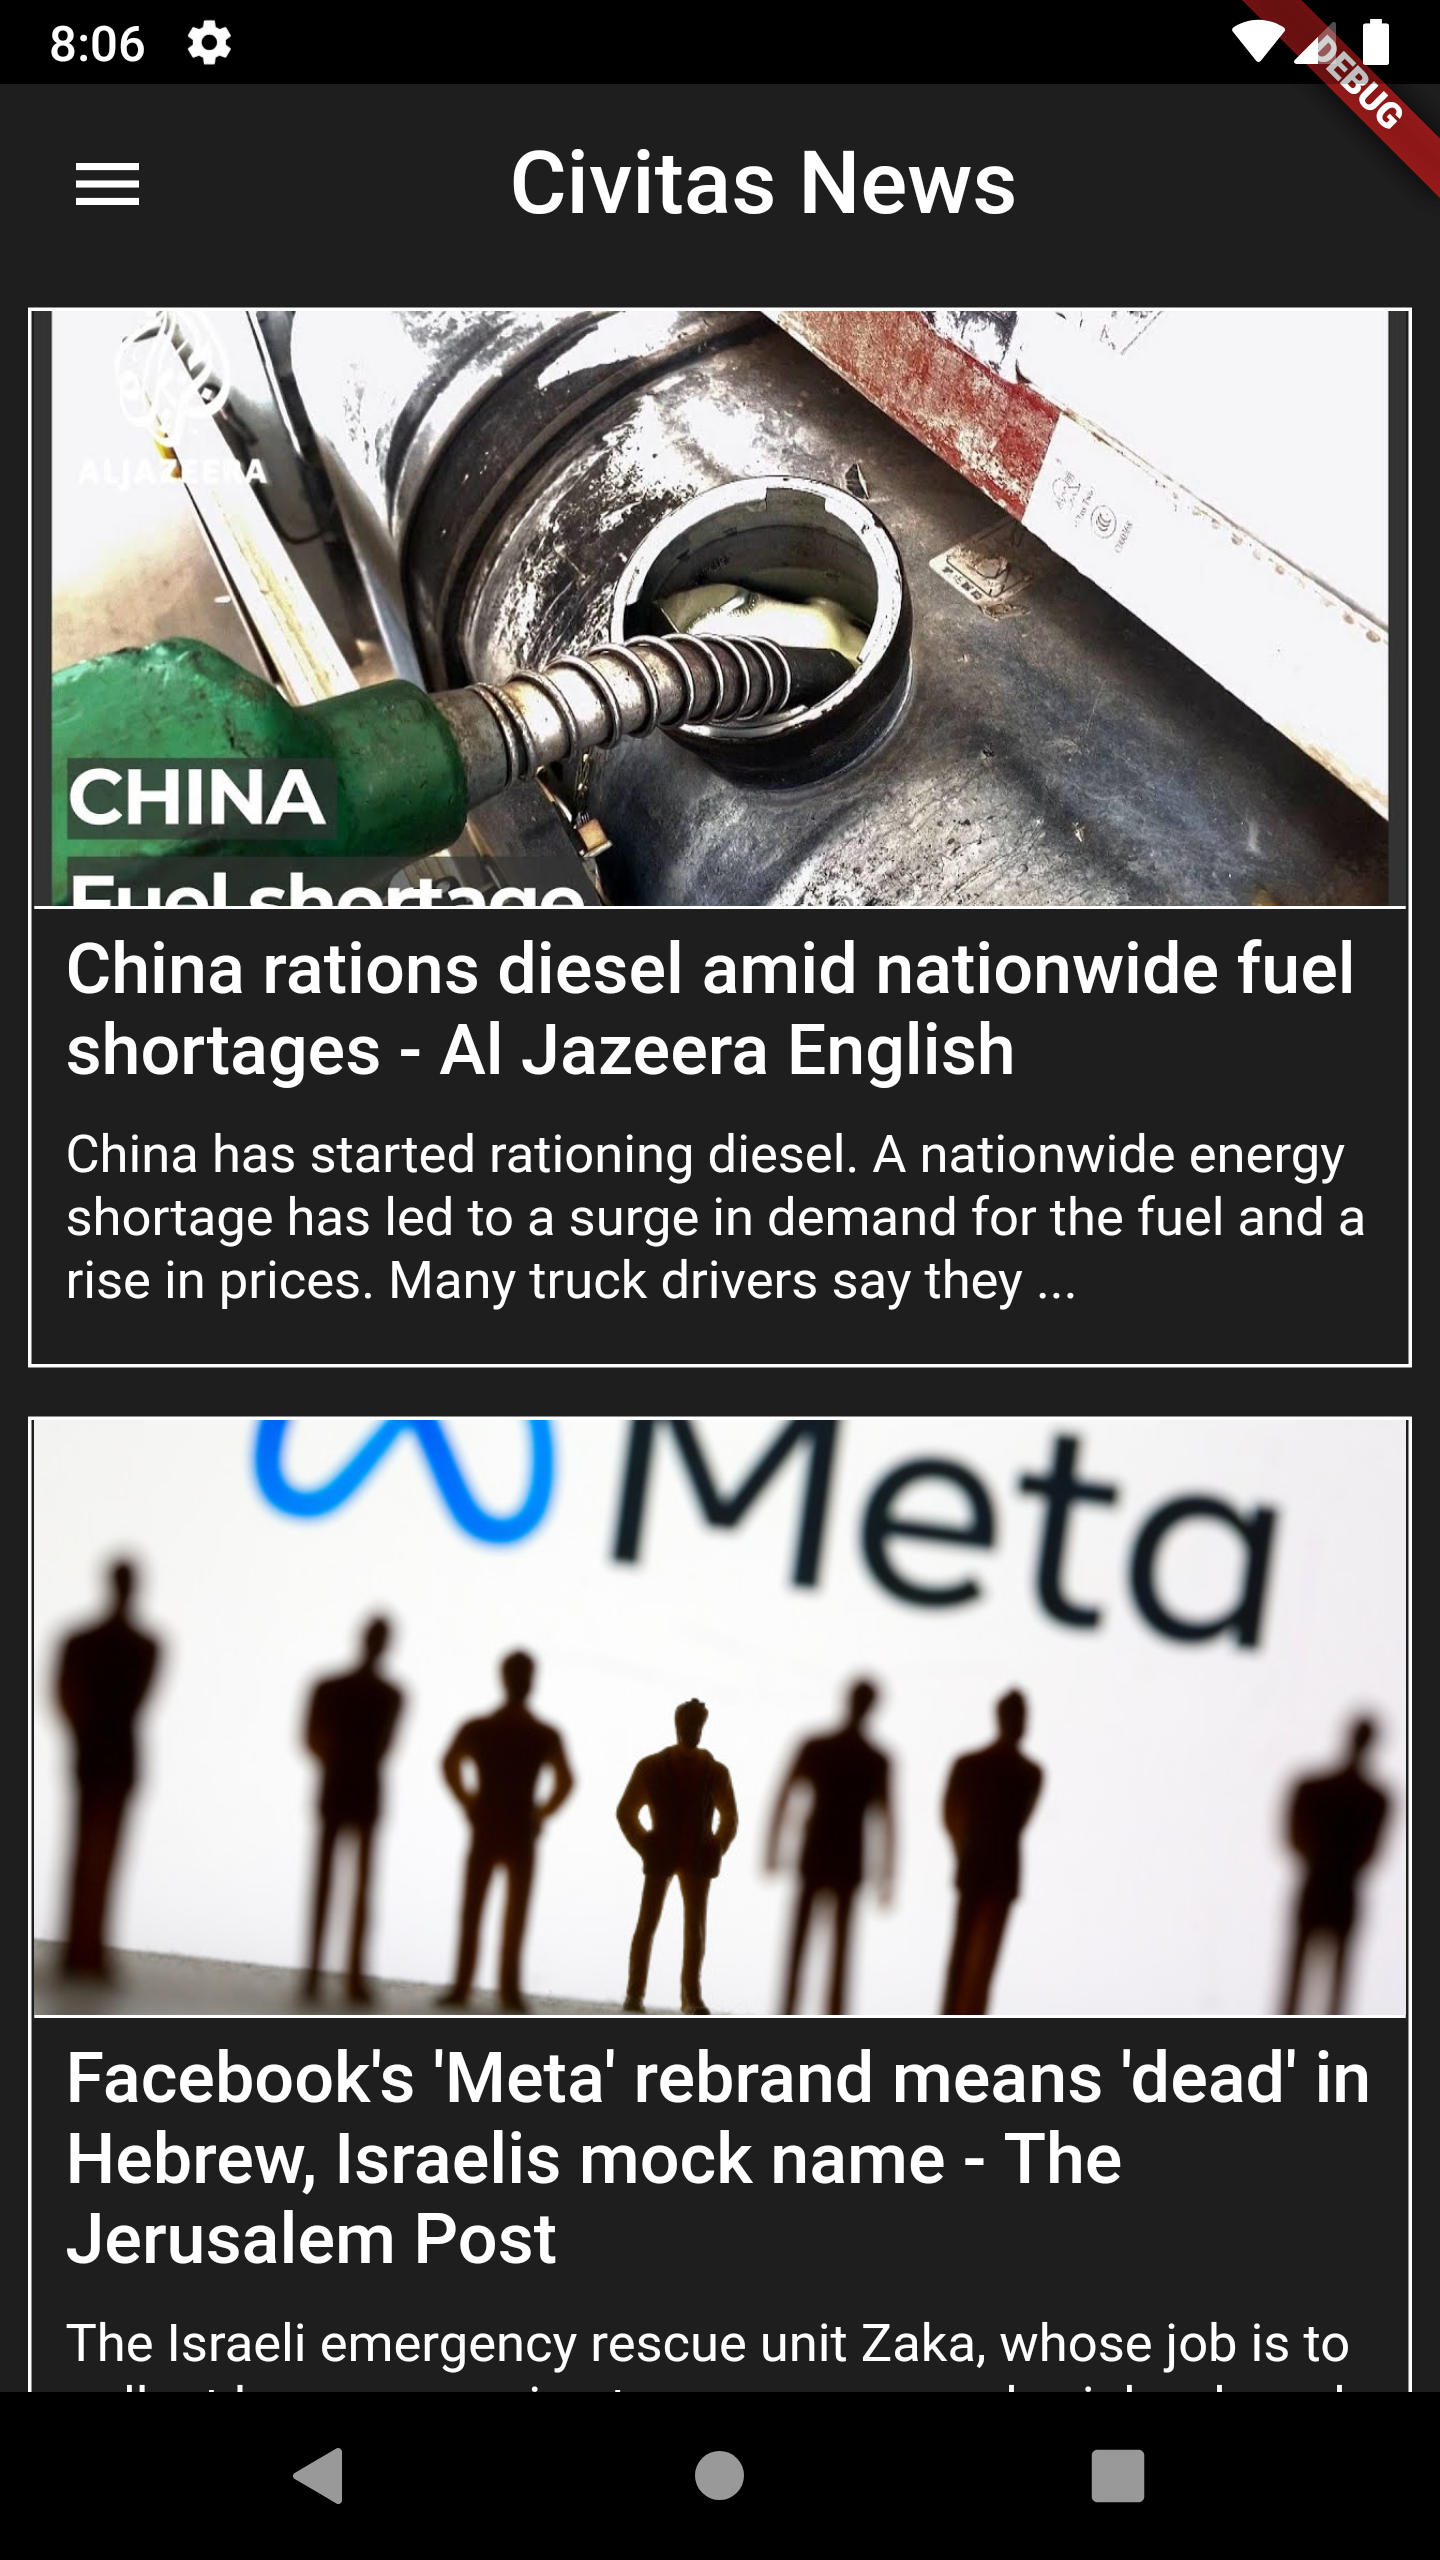 8:06
DEBUG
Civitas News
ALJAZEERA
CHINA
Fuel shortage
China rations diesel amid nationwide fuel
shortages - Al Jazeera English
China has started rationing diesel. A nationwide energy
shortage has led to a surge in demand for the fuel and a
rise in prices. Many truck drivers say they ...
Meta
Facebook's 'Meta' rebrand means 'dead' in
Hebrew, Israelis mock name - The
Jerusalem Post
The Israeli emergency rescue unit Zaka, whose job is to